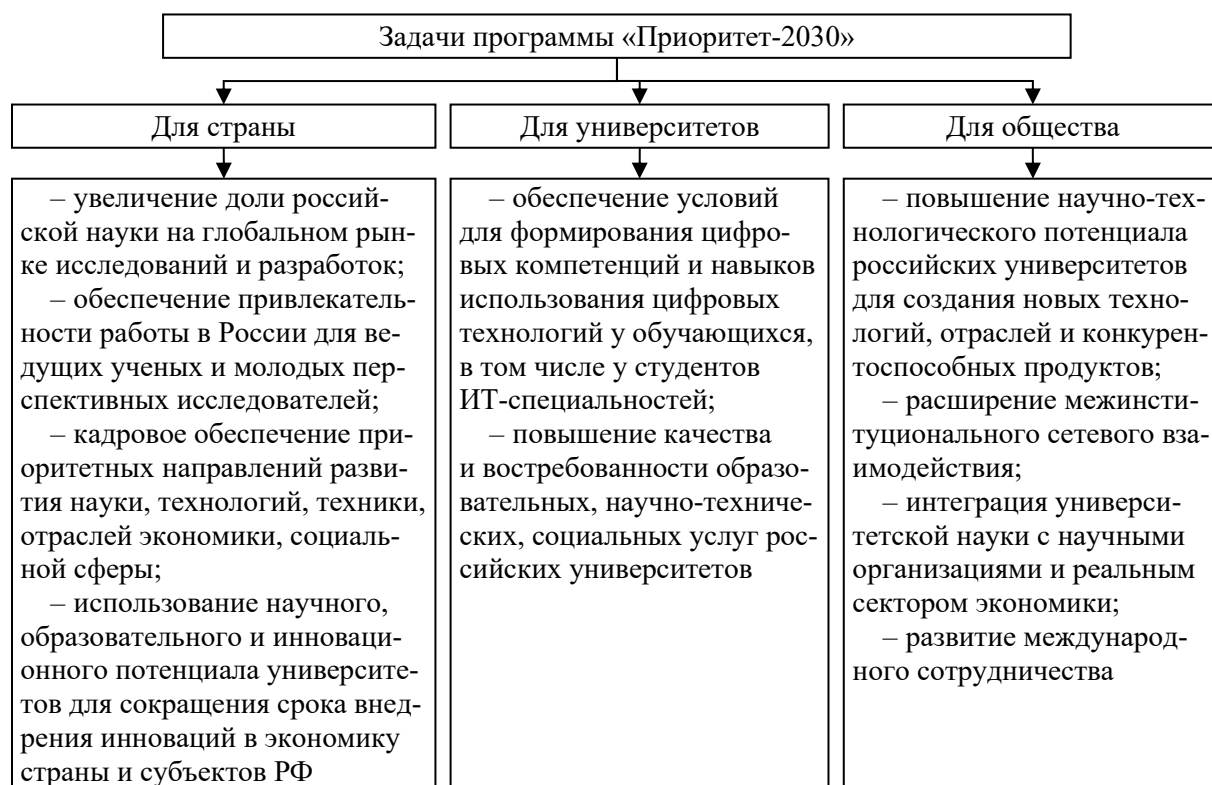 Задачи программы «Приоритет-2030»
Для страны
– увеличение доли россий-
ской науки на глобальном рын-
ке исследований и разработок;
– обеспечение привлекатель-
ности работы в России для ве-
дущих ученых и молодых пер-
спективных исследователей;
– кадровое обеспечение при-
оритетных направлений разви-
тия науки, технологий, техники,
отраслей экономики, социаль-
ной сферы;
– использование научного,
образовательного и инноваци-
онного потенциала университе-
тов для сокращения срока внед-
рения инноваций в экономику
страны и субъектов РФ
Для университетов
– обеспечение условий
для формирования цифро-
вых компетенций и навыков
использования цифровых
технологий у обучающихся,
в том числе у студентов
ИТ-специальностей;
– повышение качества
и востребованности образо-
вательных, научно-техниче-
ских, социальных услуг рос-
сийских университетов
Для общества
– повышение научно-тех-
нологического потенциала
российских университетов
для создания новых техно-
логий, отраслей и конкурен-
тоспособных продуктов;
– расширение межинсти-
туционального сетевого вза-
имодействия;
– интеграция универси-
тетской науки с научными
организациями и реальным
сектором экономики;
– развитие международ-
ного сотрудничества